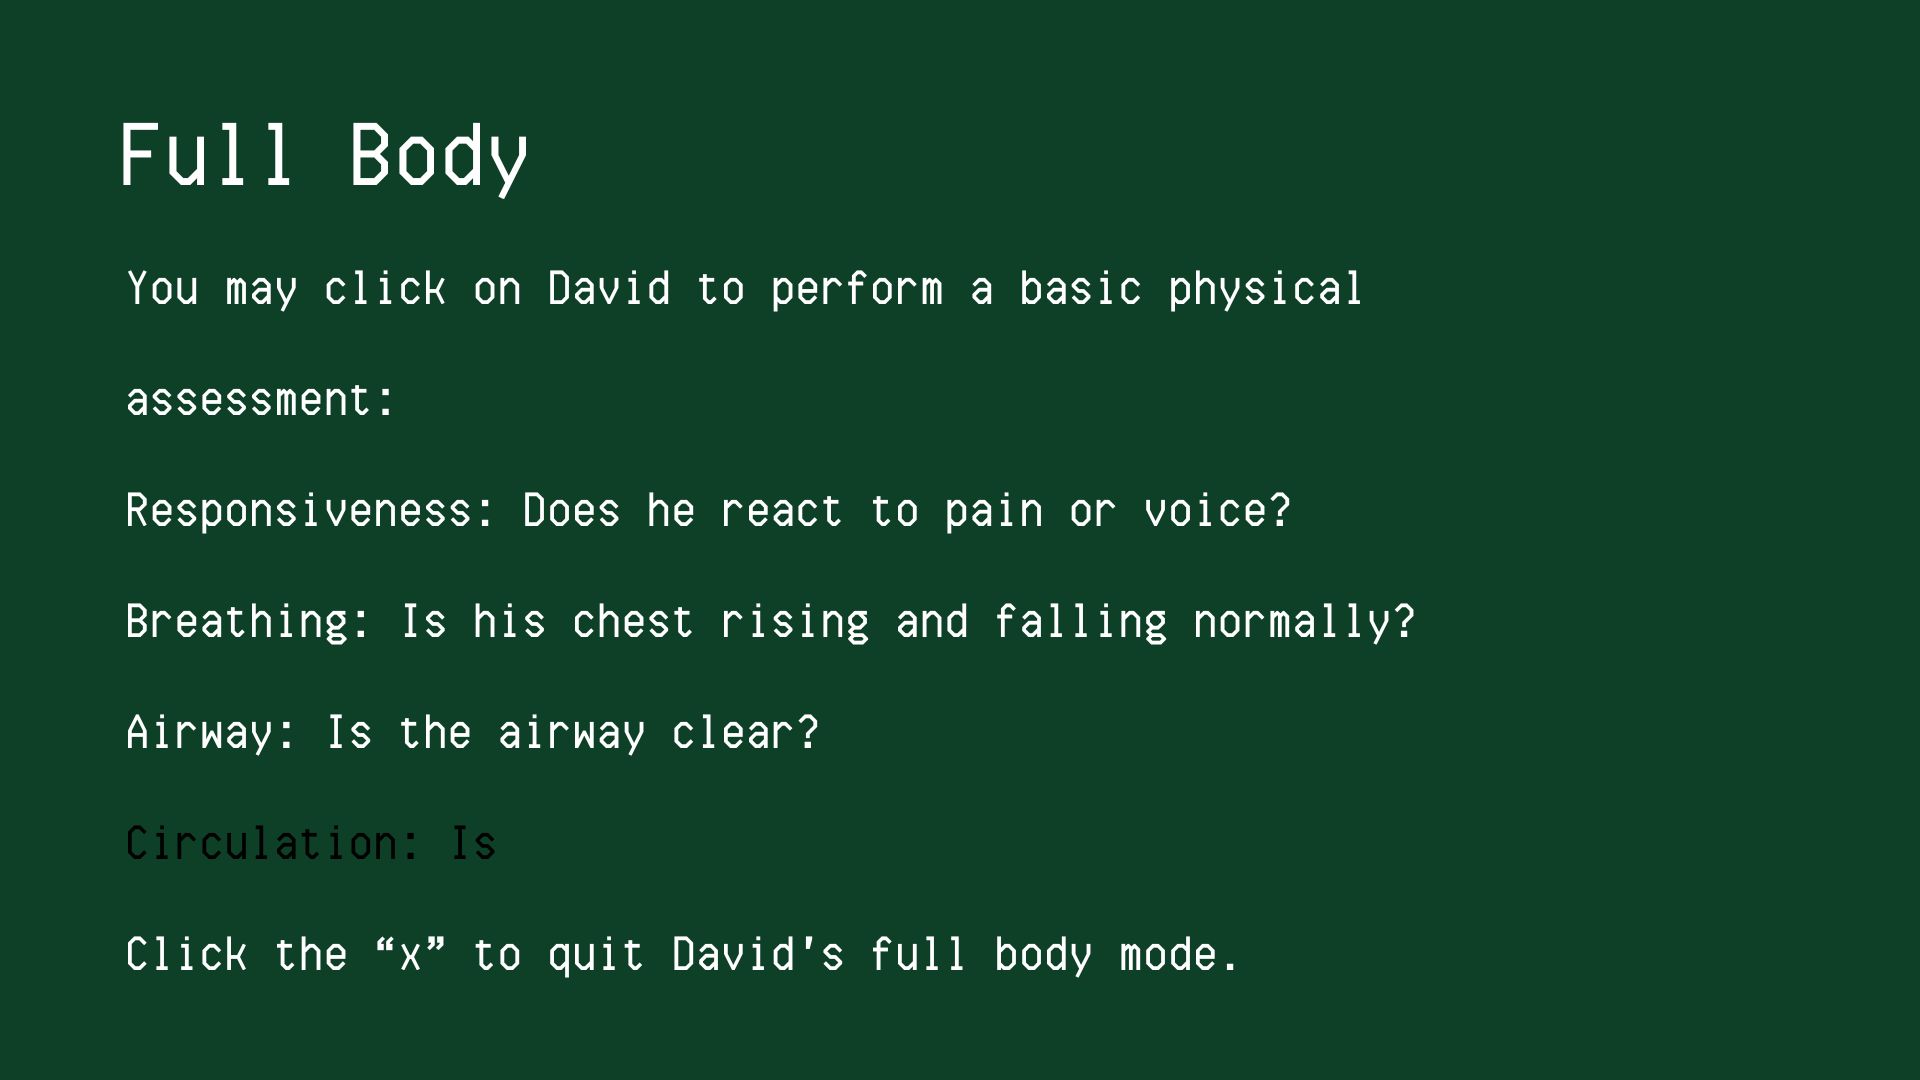 Full Body
You may click on David to perform a basic physical
assessment:
Responsiveness: Does he react to pain or voice?
Breathing: Is his chest rising and falling normally?
Airway: Is the airway clear?
Circulation: Is
Click the “x” to quit David's full body mode.